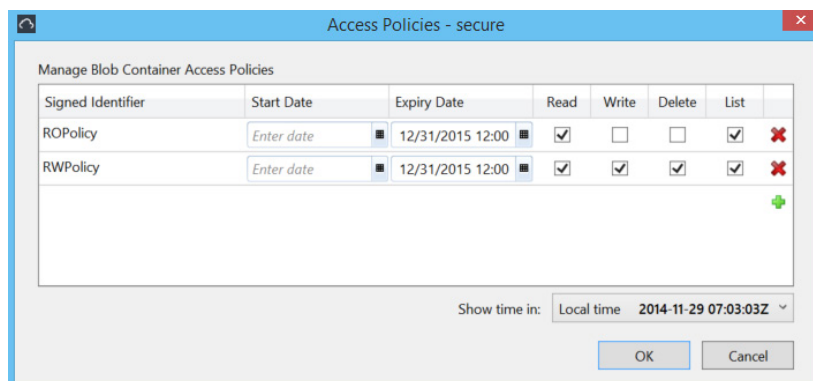 Access Policies - secure
Manage Blob Container Access Policies
Signed Identifier Start Date Expiry Date Read Write Delete List
ROPolicy Enter date 12/31/2015 12:00
RWPolicy Enter date 12/31/2015 12:00
Show time in: Local time 2014-11-29 07:03:03Z
OK Cancel